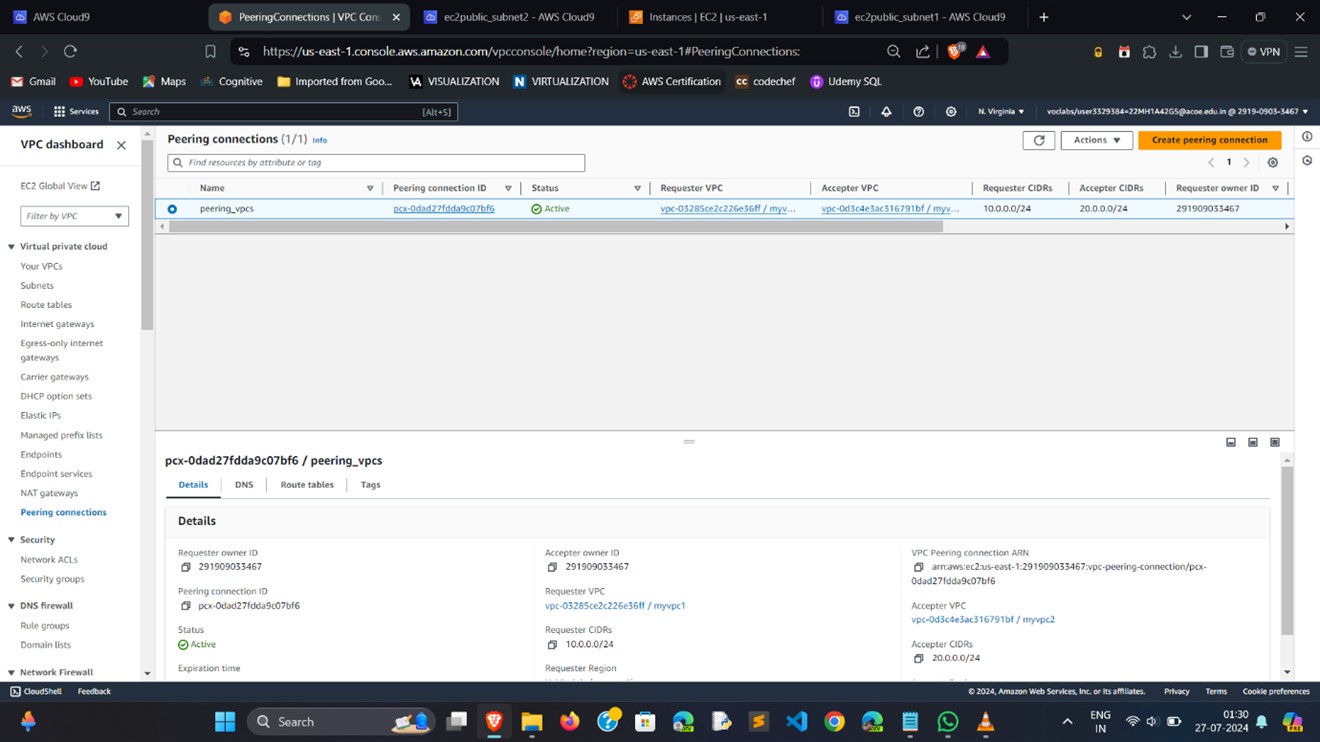 AWS Cloud9
PeeringConnections | VPC Cons
ec2public_subnet2 - AWS Cloud9
Instances | EC2 | us-east-1
ec2public_subnet1 - AWS Cloud9
https://us-east-1.console.aws.amazon.com/vpcconsole/home?region=us-east-1#PeeringConnections:
VPN
Gmail
YouTube
Maps
Cognitive
Imported from Goo...
VISUALIZATION
VIRTUALIZATION
AWS Certification
codechef
Udemy SQL
aws
Services
Search
[Alt+S]
N. Virginia
voclabs/user3329384=22MH1A42G5@acoe.edu.in @ 2919-0903-3467
VPC dashboard
EC2 Global View
Filter by VPC
Virtual private cloud
Your VPCs
Subnets
Route tables
Internet gateways
Egress-only internet
gateways
Carrier gateways
DHCP option sets
Elastic IPs
Managed prefix lists
Endpoints
Endpoint services
NAT gateways
Peering connections
Security
Network ACLs
Security groups
DNS firewall
Rule groups
Domain lists
Network Firewall
Peering connections (1/1) Info
Actions
Create peering connection
Find resources by attribute or tag
1
Name
Peering connection ID
Status
Requester VPC
Accepter VPC
Requester CIDRs
Accepter CIDRs
Requester owner ID
peering_vpcs
pcx-0dad27fdda9c07bf6
Active
vpc-03285ce2c226e36ff / myv...
vpc-0d3c4e3ac316791bf / myv...
10.0.0.0/24
20.0.0.0/24
291909033467
pcx-0dad27fdda9c07bf6 / peering_vpcs
Details
DNS
Route tables
Tags
Details
Requester owner ID
291909033467
Peering connection ID
pcx-0dad27fdda9c07bf6
Status
Active
Expiration time
Accepter owner ID
291909033467
Requester VPC
vpc-03285ce2c226e36ff / myvpc1
Requester CIDRs
10.0.0.0/24
Requester Region
VPC Peering connection ARN
arn:aws:ec2:us-east-1:291909033467:vpc-peering-connection/pcx-
0dad27fdda9c07bf6
Accepter VPC
vpc-0d3c4e3ac316791bf / myvpc2
Accepter CIDRs
20.0.0.0/24
CloudShell
Feedback
© 2024, Amazon Web Services, Inc. or its affiliates.
Privacy
Terms
Cookie preferences
Search
ENG
IN
01:30
27-07-2024